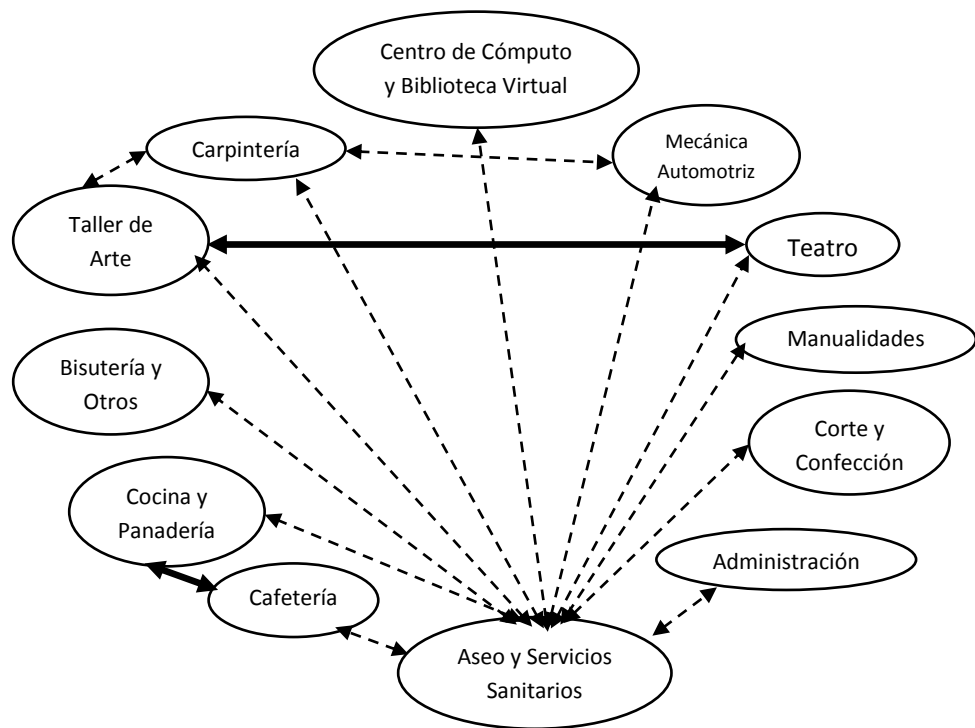 Centro de Cómputo
y Biblioteca Virtual
Carpintería
Mecánica
Automotriz
Taller de
Arte
Teatro
Manualidades
Bisutería y
Otros
Corte y
Confección
Cocina y
Panadería
Administración
Cafetería
Aseo y Servicios
Sanitarios